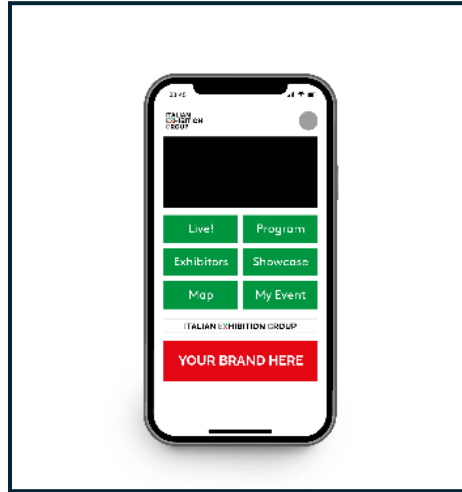 ITALIAN
EXHIBITION
GROUP
Live!
Program
Exhibitors
Showcase
Map
My Event
ITALIAN EXHIBITION GROUP
YOUR BRAND HERE